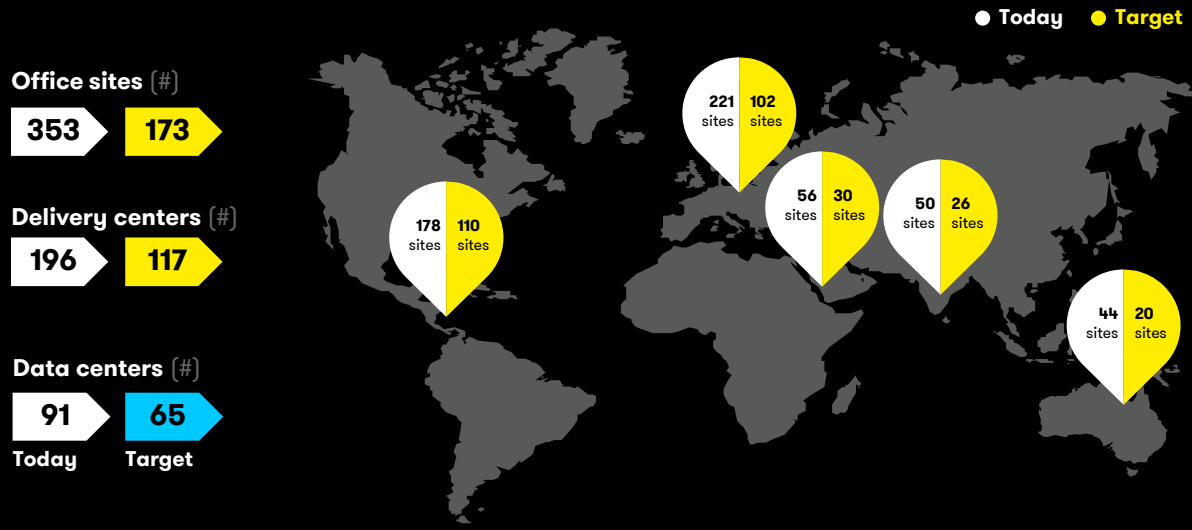 Today Target
Office sites (#)
353 173
Delivery centers (#)
196 117
Data centers (#)
91 65
Today Target
221 102
sites sites
56 30
sites sites
50 26
sites sites
178 110
sites sites
44 20
sites sites